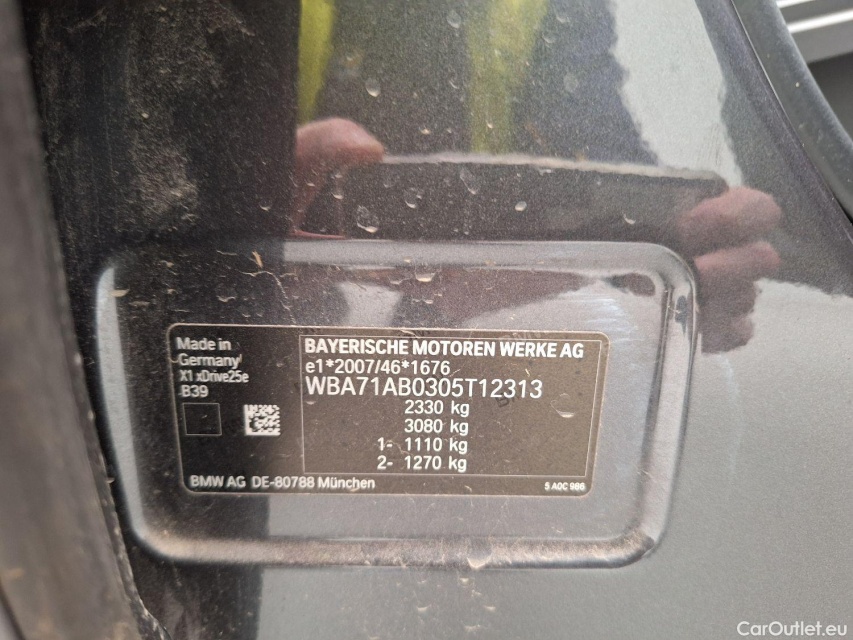 Made in
Germany
X1 xDrive25e
B39
BAYERISCHE MOTOREN WERKE AG
e1*2007/46*1676
WBA71AB0305T12313
2330 kg
3080 kg
1- 1110 kg
2- 1270 kg
BMW AG DE-80788 München
5 A0C 986
CarOutlet.eu